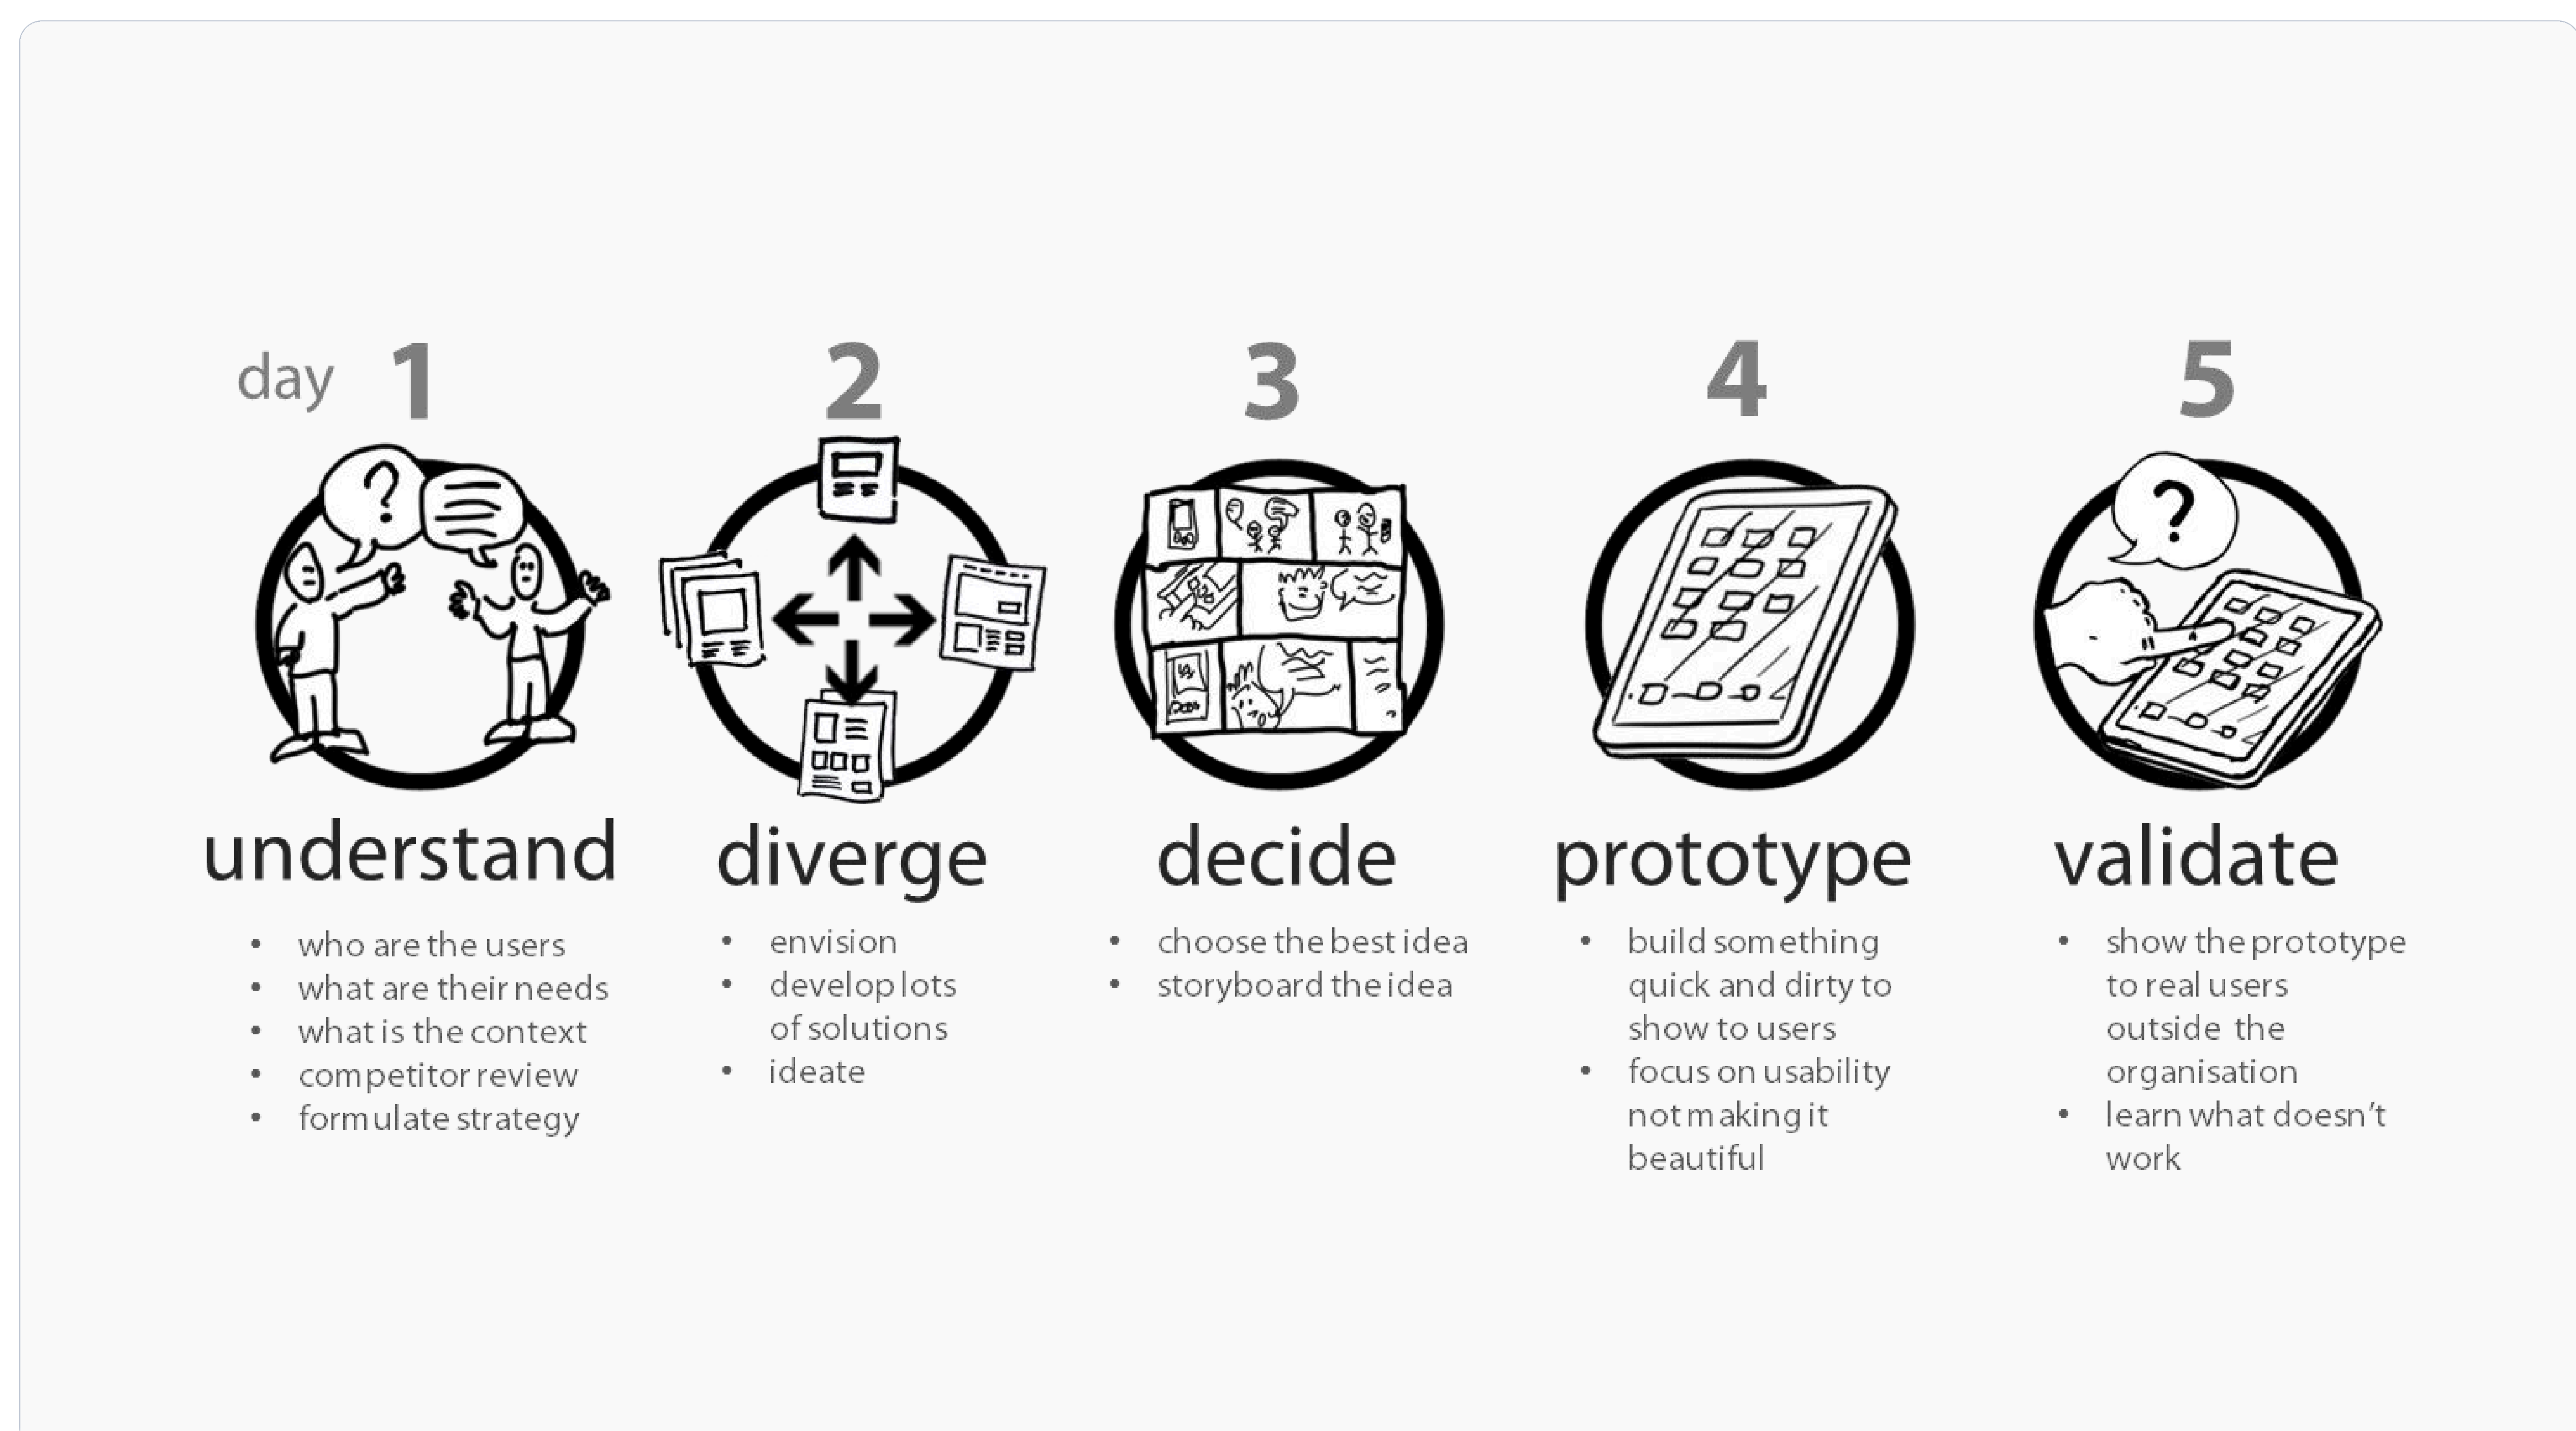 day 1
2
3
4
5
?
?
understand
diverge
decide
prototype
validate
• who are the users
• what are their needs
• what is the context
• competitor review
• formulate strategy
• envision
• develop lots
of solutions
• ideate
• choose the best idea
• storyboard the idea
• build something
quick and dirty to
show to users
• focus on usability
not making it
beautiful
• show the prototype
to real users
outside the
organisation
• learn what doesn’t
work